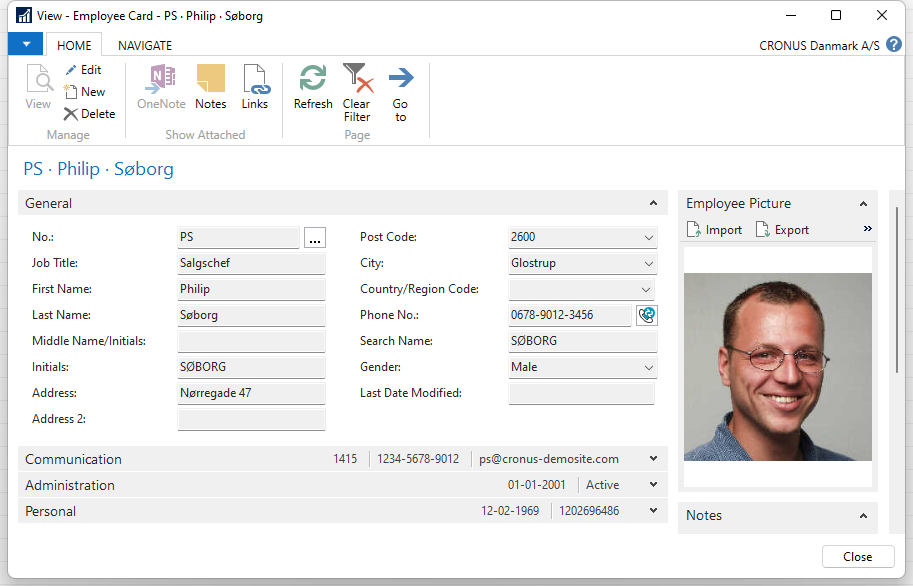 View - Employee Card - PS · Philip · Søborg
HOME NAVIGATE CRONUS Danmark A/S ?
View Edit New Delete OneNote Notes Links Refresh Clear Filter Go to
Manage Show Attached Page
PS · Philip · Søborg
General
No.: PS ... Post Code: 2600
Job Title: Salgschef City: Glostrup
First Name: Philip Country/Region Code:
Last Name: Søborg Phone No.: 0678-9012-3456
Middle Name/Initials: Search Name: SØBORG
Initials: SØBORG Gender: Male
Address: Nørregade 47 Last Date Modified:
Address 2:
Communication 1415 1234-5678-9012 ps@cronus-demosite.com
Administration 01-01-2001 Active
Personal 12-02-1969 1202696486
Employee Picture
Import Export »
Notes
Close